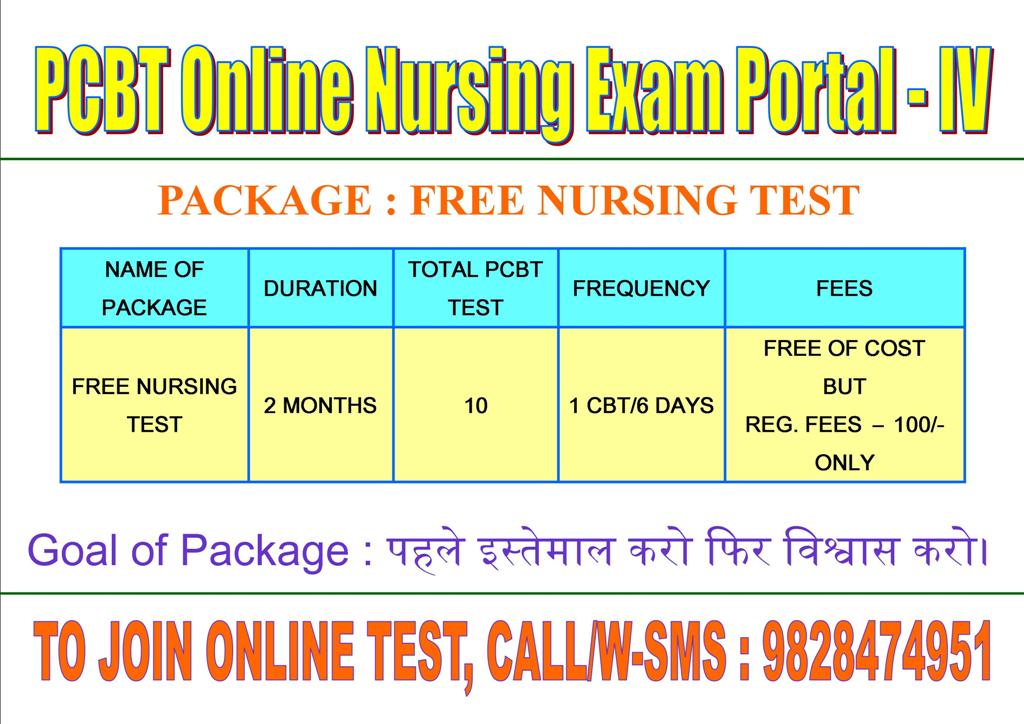 PCBT Online Nursing Exam Portal - IV
PACKAGE : FREE NURSING TEST
NAME OF
PACKAGE
DURATION
TOTAL PCBT
TEST
FREQUENCY
FEES
FREE NURSING
TEST
2 MONTHS
10
1 CBT/6 DAYS
FREE OF COST
BUT
REG. FEES – 100/-
ONLY
Goal of Package : पहले इस्तेमाल करो फिर विश्वास करो।
TO JOIN ONLINE TEST, CALL/W-SMS : 9828474951